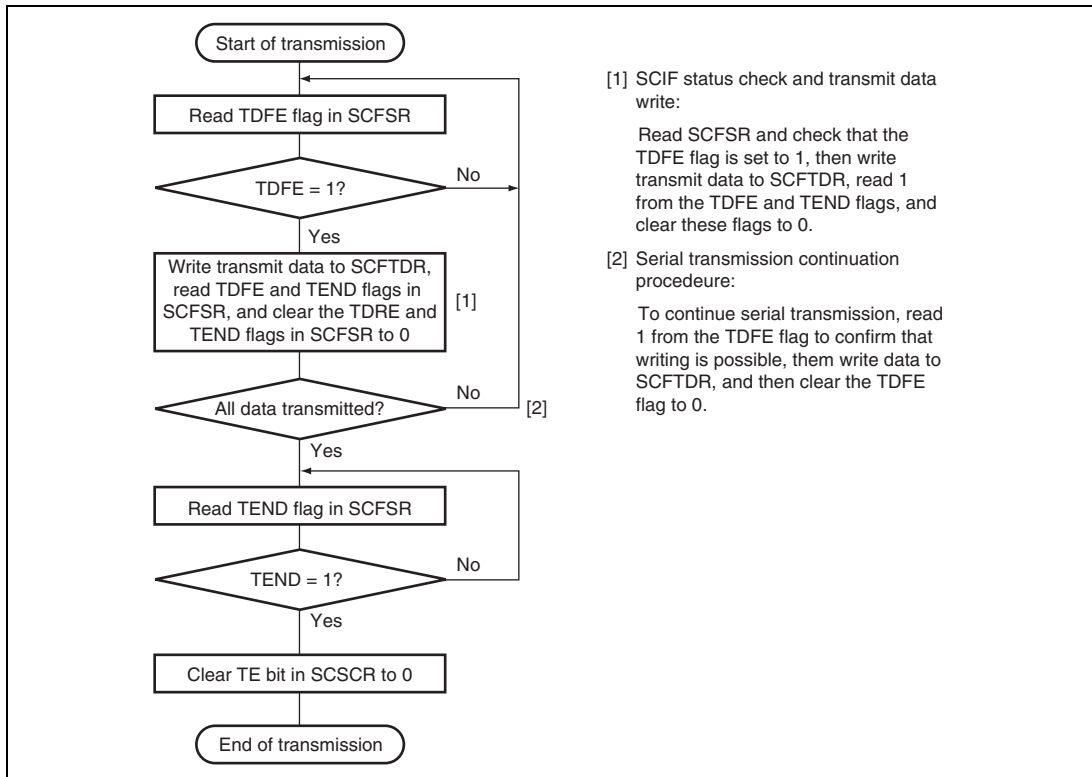 Start of transmission
Read TDFE flag in SCFSR
TDFE = 1?
No
Yes
Write transmit data to SCFTDR,
read TDFE and TEND flags in
SCFSR, and clear the TDRE and
TEND flags in SCFSR to 0
[1]
All data transmitted?
No
[2]
Yes
Read TEND flag in SCFSR
TEND = 1?
No
Yes
Clear TE bit in SCSCR to 0
End of transmission
[1] SCIF status check and transmit data
write:
Read SCFSR and check that the
TDFE flag is set to 1, then write
transmit data to SCFTDR, read 1
from the TDFE and TEND flags, and
clear these flags to 0.
[2] Serial transmission continuation
procedeure:
To continue serial transmission, read
1 from the TDFE flag to confirm that
writing is possible, them write data to
SCFTDR, and then clear the TDFE
flag to 0.